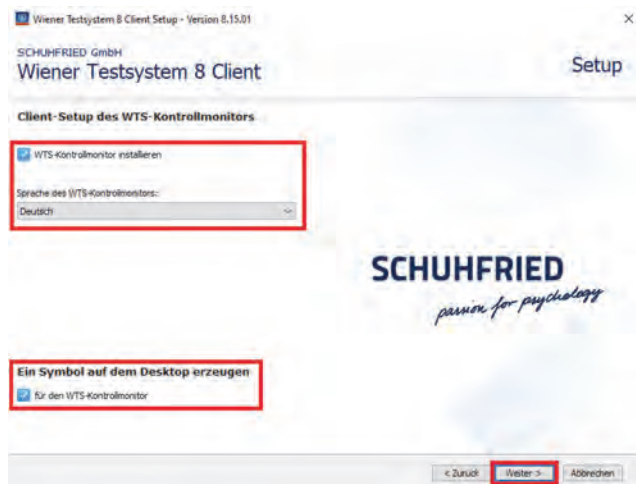 Wiener Testsystem 8 Client Setup - Version 8.15.01
SCHUHFRIED GmbH
Wiener Testsystem 8 Client
Setup
Client-Setup des WTS-Kontrollmonitors
WTS-Kontrollmonitor installieren
Sprache des WTS-Kontrollmonitors:
Deutsch
SCHUHFRIED
passion for psychology
Ein Symbol auf dem Desktop erzeugen
für den WTS-Kontrollmonitor
< Zurück
Weiter >
Abbrechen